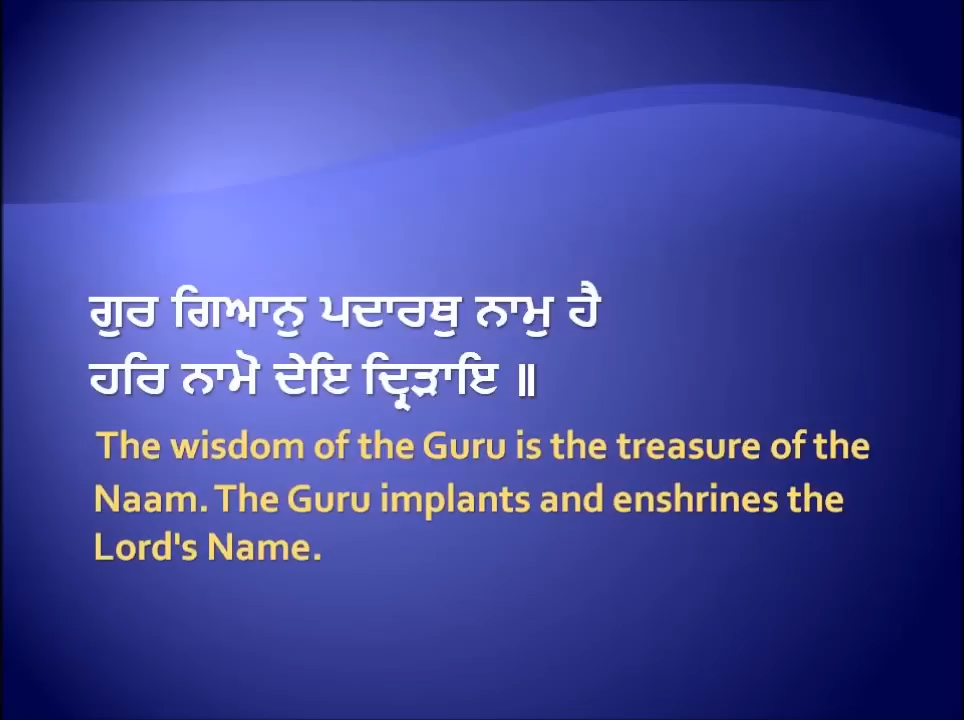 ਗੁਰ ਗਿਆਨੁ ਪਦਾਰਥੁ ਨਾਮੁ ਹੈ
ਹਰਿ ਨਾਮੋ ਦੇਇ ਦ੍ਰਿੜਾਇ ॥
The wisdom of the Guru is the treasure of the
Naam. The Guru implants and enshrines the
Lord's Name.